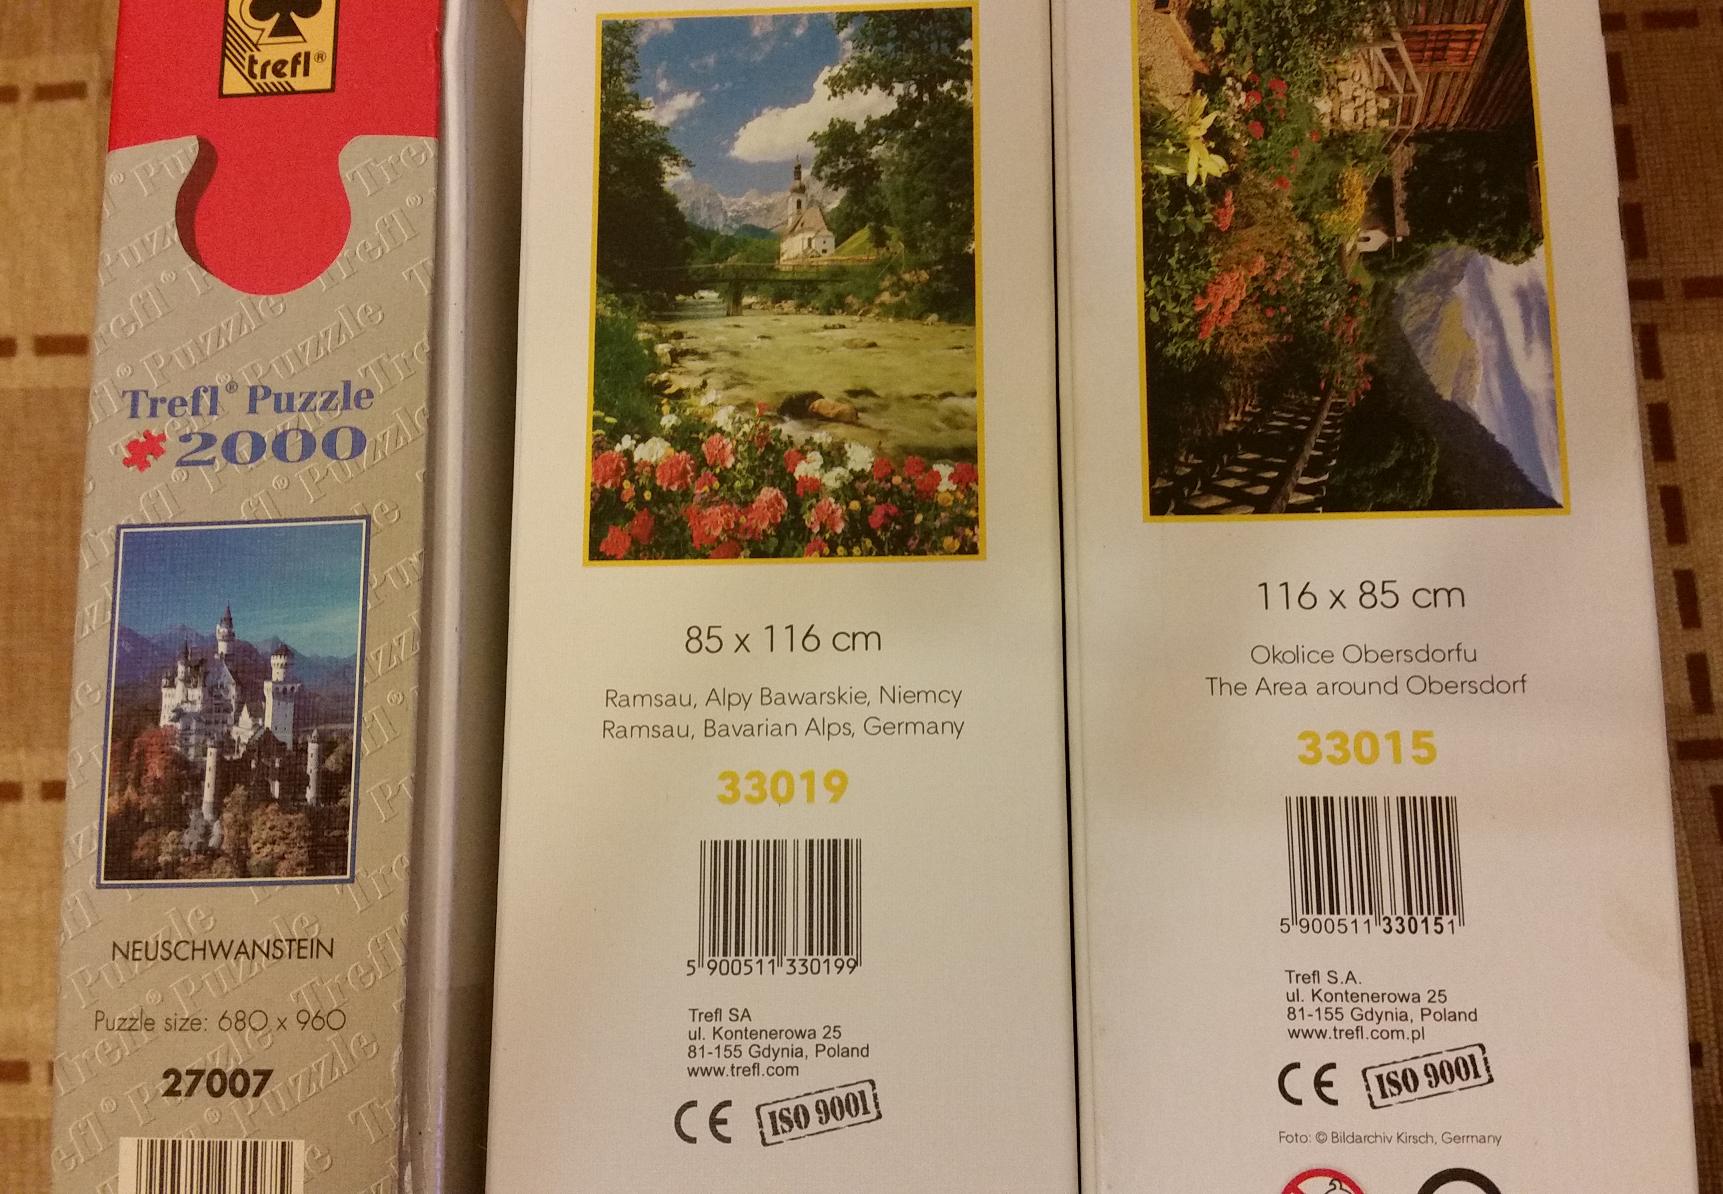 trefl®
Trefl® Puzzle
2000
NEUSCHWANSTEIN
Puzzle size: 680 x 960
27007
85 x 116 cm
Ramsau, Alpy Bawarskie, Niemcy
Ramsau, Bavarian Alps, Germany
33019
5 900511 330199
Trefl SA
ul. Kontenerowa 25
81-155 Gdynia, Poland
www.trefl.com
CE ISO 9001
116 x 85 cm
Okolice Obersdorfu
The Area around Obersdorf
33015
5 900511 330151
Trefl S.A.
ul. Kontenerowa 25
81-155 Gdynia, Poland
www.trefl.com.pl
CE ISO 9001
Foto: © Bildarchiv Kirsch, Germany